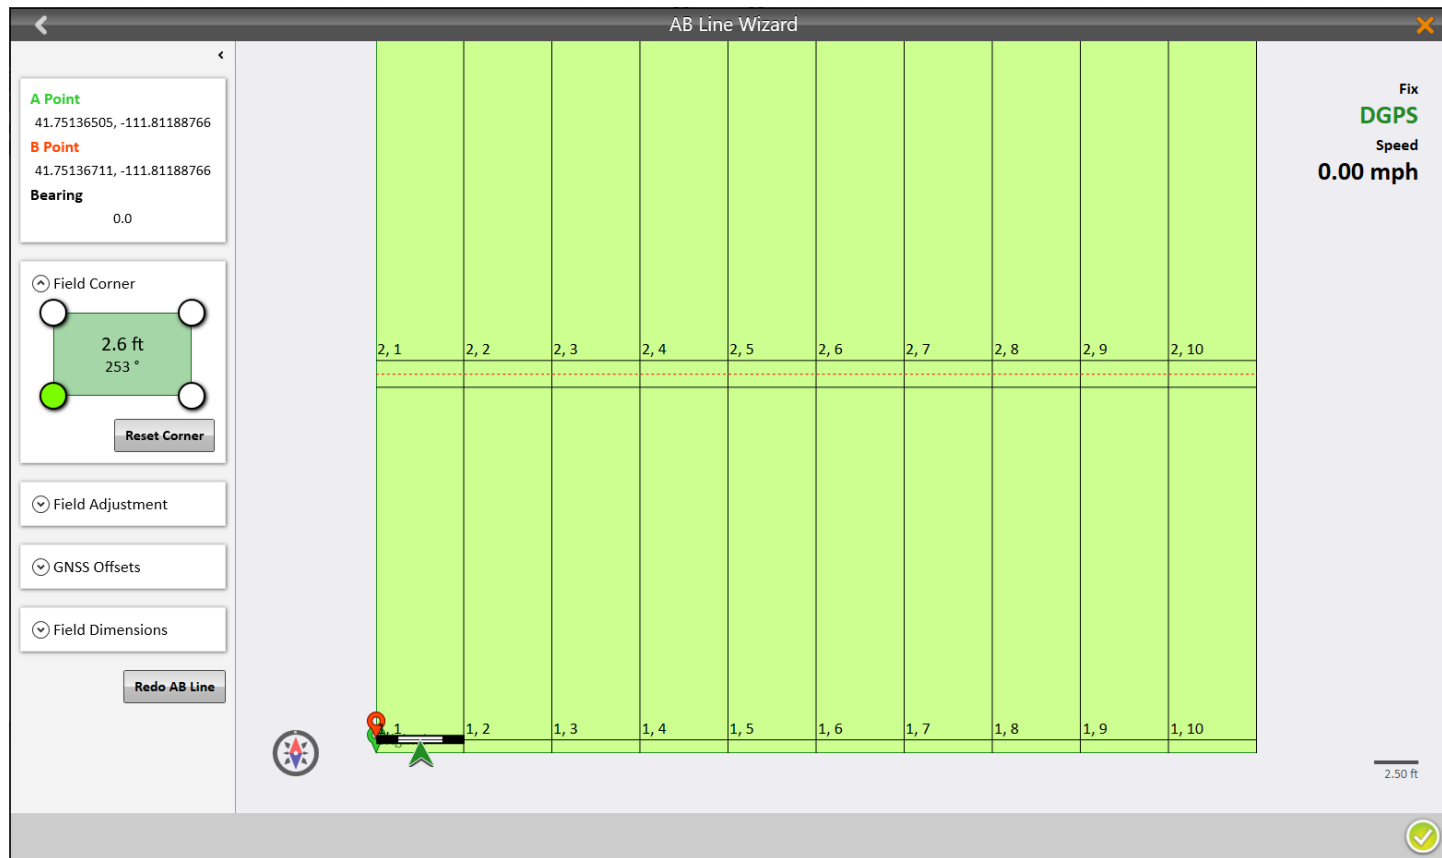 AB Line Wizard
A Point
41.75136505, -111.81188766
B Point
41.75136711, -111.81188766
Bearing
0.0
Field Corner
2.6 ft
253 °
Reset Corner
Field Adjustment
GNSS Offsets
Field Dimensions
Redo AB Line
2, 1 2, 2 2, 3 2, 4 2, 5 2, 6 2, 7 2, 8 2, 9 2, 10
1, 1 1, 2 1, 3 1, 4 1, 5 1, 6 1, 7 1, 8 1, 9 1, 10
Fix
DGPS
Speed
0.00 mph
2.50 ft